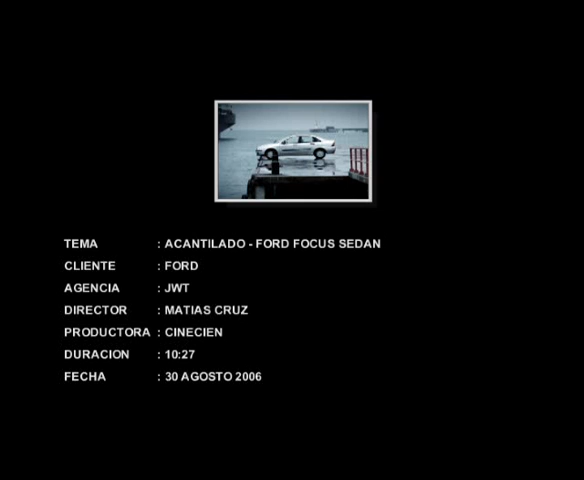 TEMA : ACANTILADO - FORD FOCUS SEDAN
CLIENTE : FORD
AGENCIA : JWT
DIRECTOR : MATIAS CRUZ
PRODUCTORA : CINECIEN
DURACION : 10:27
FECHA : 30 AGOSTO 2006